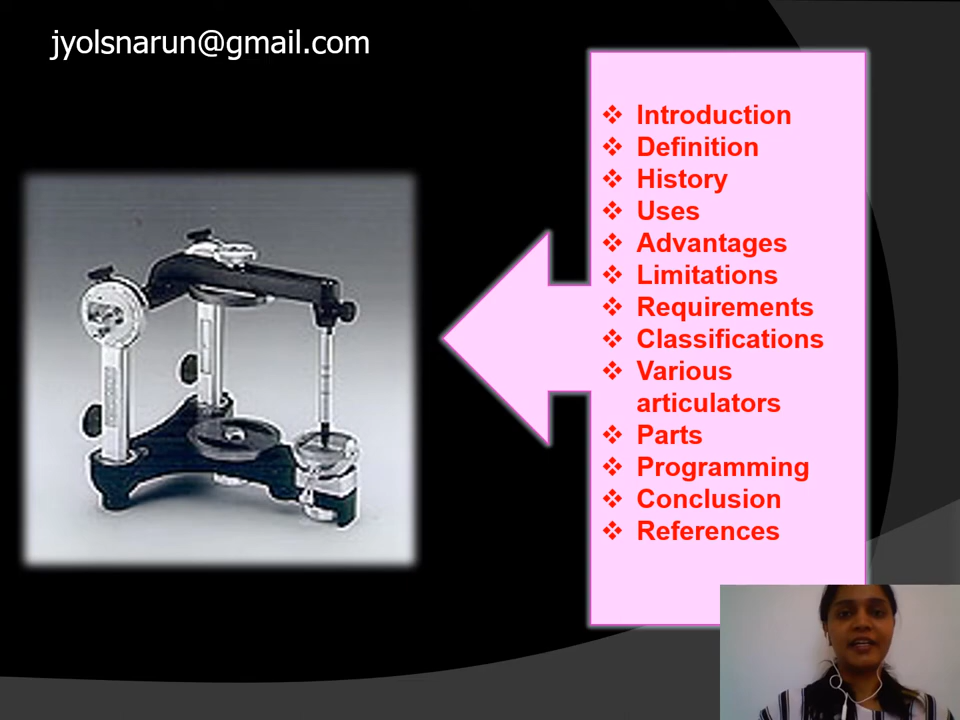 jyolsnarun@gmail.com
Introduction
Definition
History
Uses
Advantages
Limitations
Requirements
Classifications
Various
articulators
Parts
Programming
Conclusion
References